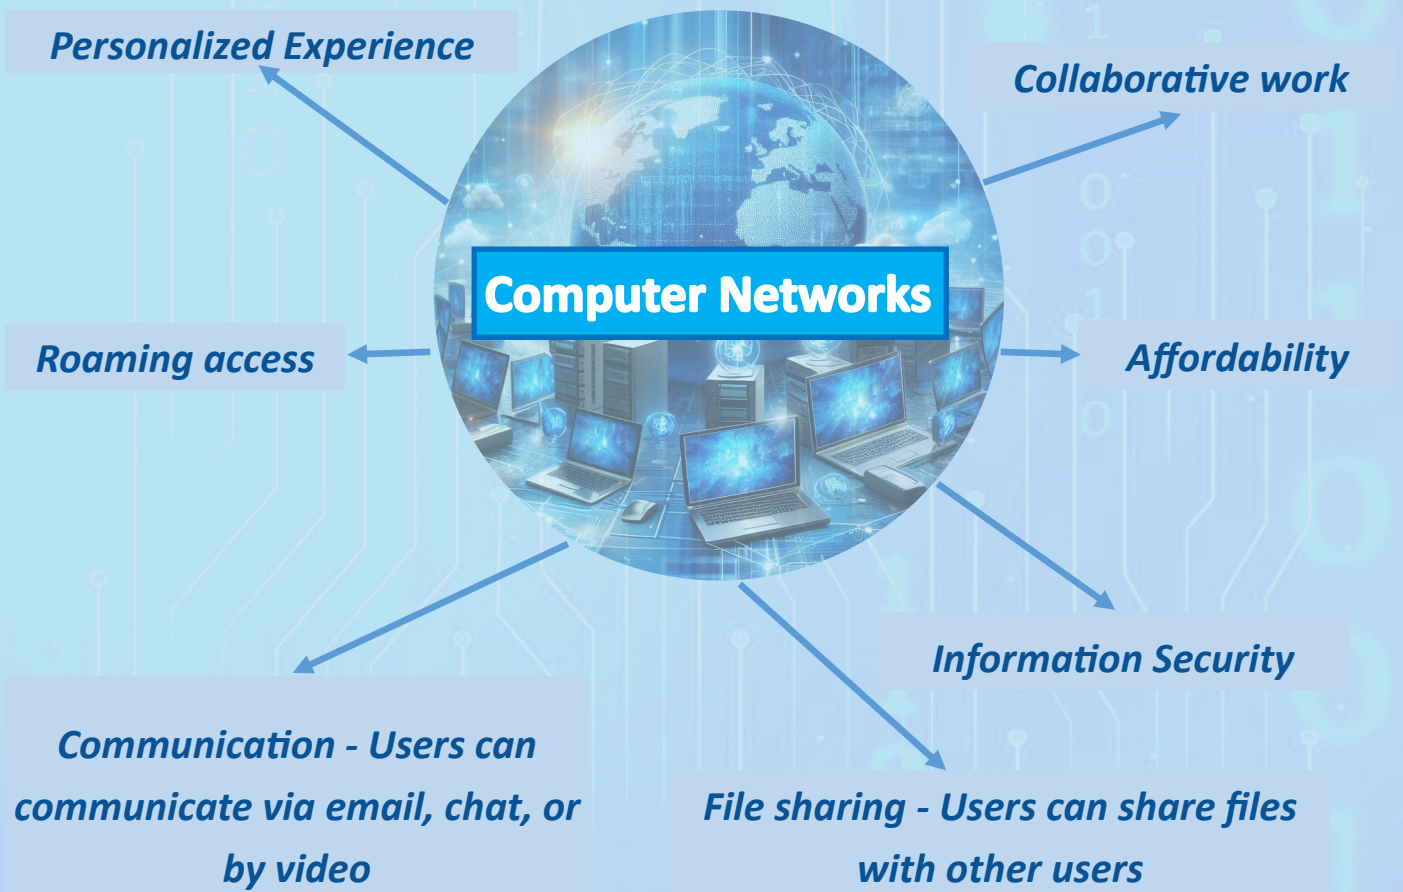 Personalized Experience
Collaborative work
Computer Networks
Roaming access
Affordability
Information Security
Communication - Users can
communicate via email, chat, or
by video
File sharing - Users can share files
with other users